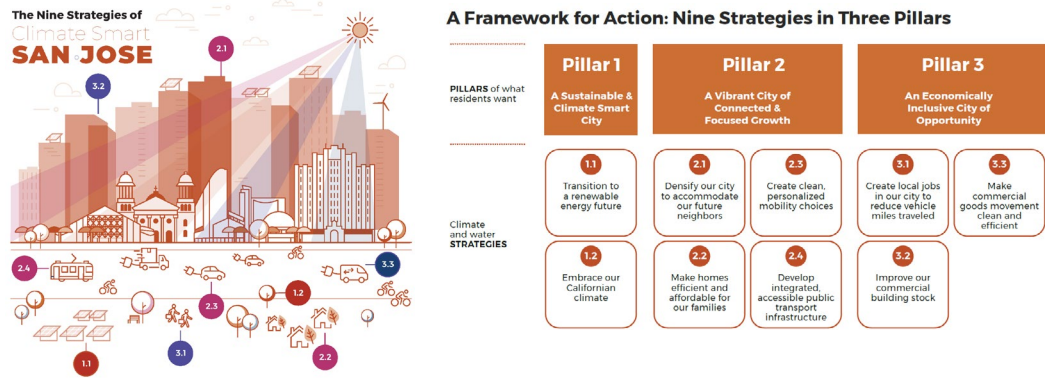 The Nine Strategies of
Climate Smart
SAN JOSE
2.1
3.2
2.4
3.3
2.3
1.2
3.1
1.1
2.2
A Framework for Action: Nine Strategies in Three Pillars
PILLARS of what
residents want
Pillar 1
A Sustainable &
Climate Smart
City
Pillar 2
A Vibrant City of
Connected &
Focused Growth
Pillar 3
An Economically
Inclusive City of
Opportunity
Climate
and water
STRATEGIES
1.1
Transition to
a renewable
energy future
2.1
Densify our city
to accommodate
our future
neighbors
2.3
Create clean,
personalized
mobility choices
3.1
Create local jobs
in our city to
reduce vehicle
miles traveled
3.3
Make
commercial
goods movement
clean and
efficient
1.2
Embrace our
Californian
climate
2.2
Make homes
efficient and
affordable for
our families
2.4
Develop
integrated,
accessible public
transport
infrastructure
3.2
Improve our
commercial
building stock